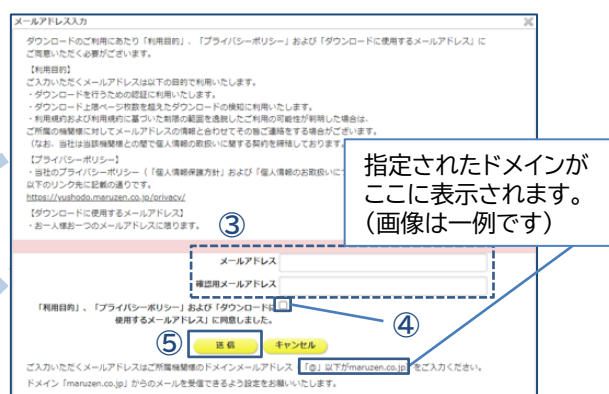 メールアドレス入力
ダウンロードのご利用にあたり「利用目的」、「プライバシーポリシー」および「ダウンロードに使用するメールアドレス」に
ご同意いただく必要がございます。
【利用目的】
ご入力いただくメールアドレスは以下の目的で利用いたします。
・ダウンロードを行うための認証に利用いたします。
・ダウンロード上限ページ枚数を超えたダウンロードの検知に利用いたします。
・利用規約および利用規約に基づいた制限の範囲を逸脱したご利用の可能性が判明した場合は、
ご所属の機関様に対してメールアドレスの情報と合わせてその旨ご連絡をする場合がございます。
（なお、当社は当該機関様との間で個人情報の取扱いに関する契約を締結しております。
【プライバシーポリシー】
・当社のプライバシーポリシー（「個人情報保護方針」および「個人情報のお取扱いにつ
以下のリンク先に記載の通りです。
https://yushodo.maruzen.co.jp/privacy/
【ダウンロードに使用するメールアドレス】
・お一人様お一つのメールアドレスに限ります。
指定されたドメインが
ここに表示されます。
（画像は一例です）
③
メールアドレス
確認用メールアドレス
「利用目的」、「プライバシーポリシー」および「ダウンロードに
使用するメールアドレス」に同意しました。
④
⑤
送信
キャンセル
ご入力いただくメールアドレスはご所属機関様のドメインメールアドレス 「@」以下がmaruzen.co.jp をご入力ください。
ドメイン「maruzen.co.jp」からのメールを受信できるよう設定をお願いいたします。